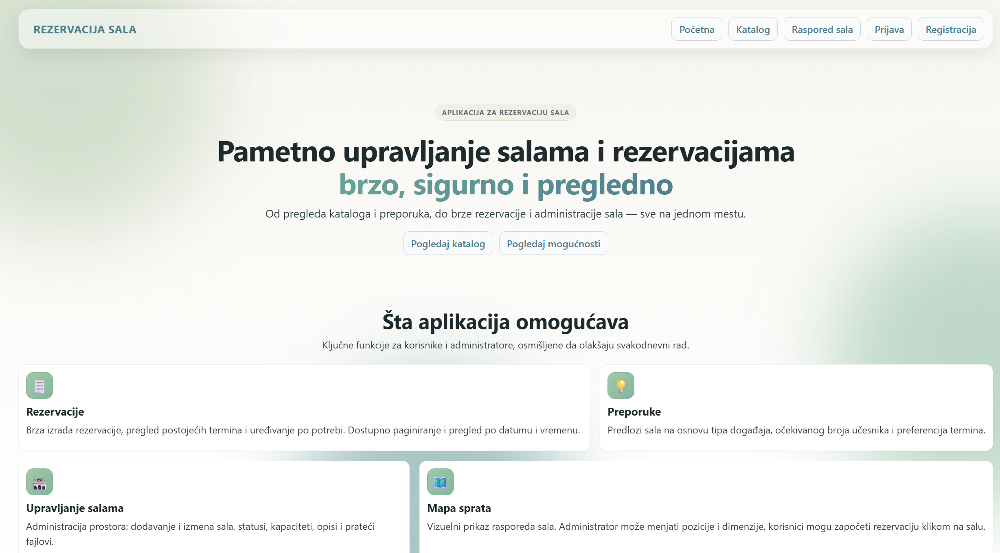 REZERVACIJA SALA
Početna
Katalog
Raspored sala
Prijava
Registracija
APLIKACIJA ZA REZERVACIJU SALA
Pametno upravljanje salama i rezervacijama
brzo, sigurno i pregledno
Od pregleda kataloga i preporuka, do brze rezervacije i administracije sala — sve na jednom mestu.
Pogledaj katalog
Pogledaj mogućnosti
Šta aplikacija omogućava
Ključne funkcije za korisnike i administratore, osmišljene da olakšaju svakodnevni rad.
Rezervacije
Brza izrada rezervacije, pregled postojećih termina i uređivanje po potrebi. Dostupno paginiranje i pregled po datumu i vremenu.
Preporuke
Predlozi sala na osnovu tipa događaja, očekivanog broja učesnika i preferencija termina.
Upravljanje salama
Administracija prostora: dodavanje i izmena sala, statusi, kapaciteti, opisi i prateći
fajlovi.
Mapa sprata
Vizuelni prikaz rasporeda sala. Administrator može menjati pozicije i dimenzije, korisnici mogu započeti rezervaciju klikom na salu.